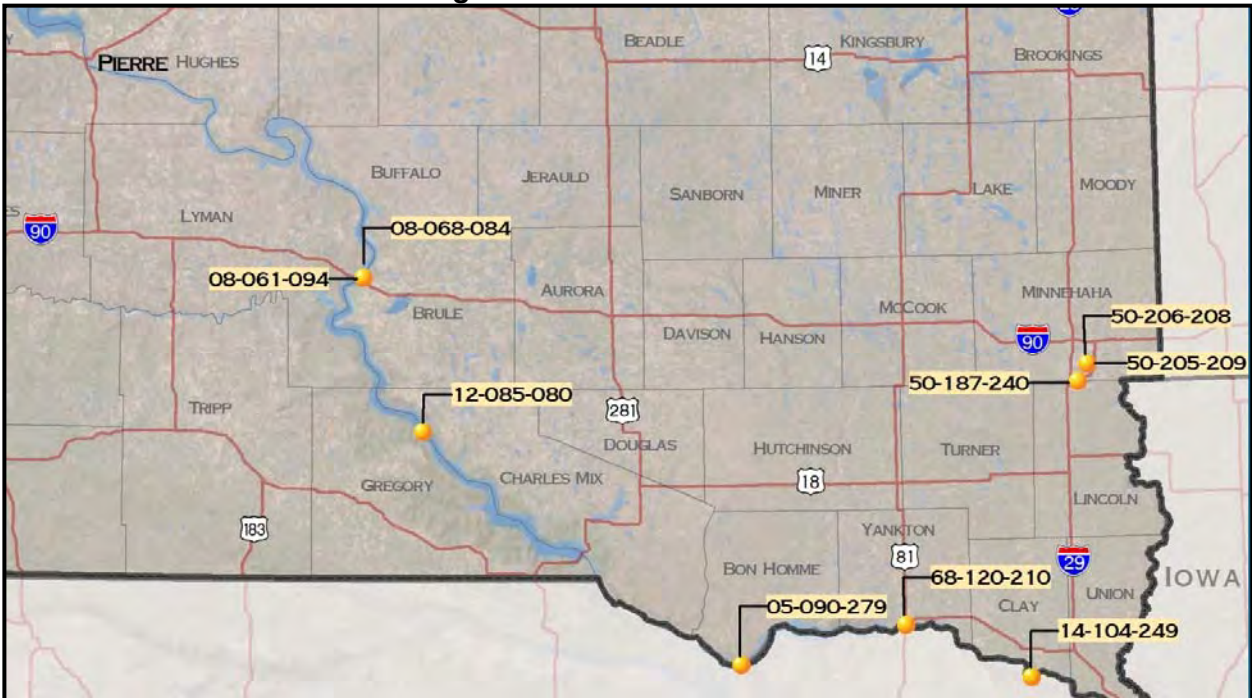 BEADLE
KINGSBURY
BROOKINGS
14
PIERRE HUGHES
BUFFALO
JERAULD
SANBORN
MINER
LAKE
MOODY
LYMAN
90
08-068-084
08-061-094
AURORA
BRULE
MCCOOK
MINNEHAHA
50-206-208
DAVISON
HANSON
90
50-205-209
50-187-240
12-085-080
TRIPP
281
DOUGLAS
HUTCHINSON
TURNER
GREGORY
CHARLES MIX
18
LINCOLN
183
YANKTON
81
29
BON HOMME
68-120-210
IOWA
CLAY
UNION
05-090-279
14-104-249